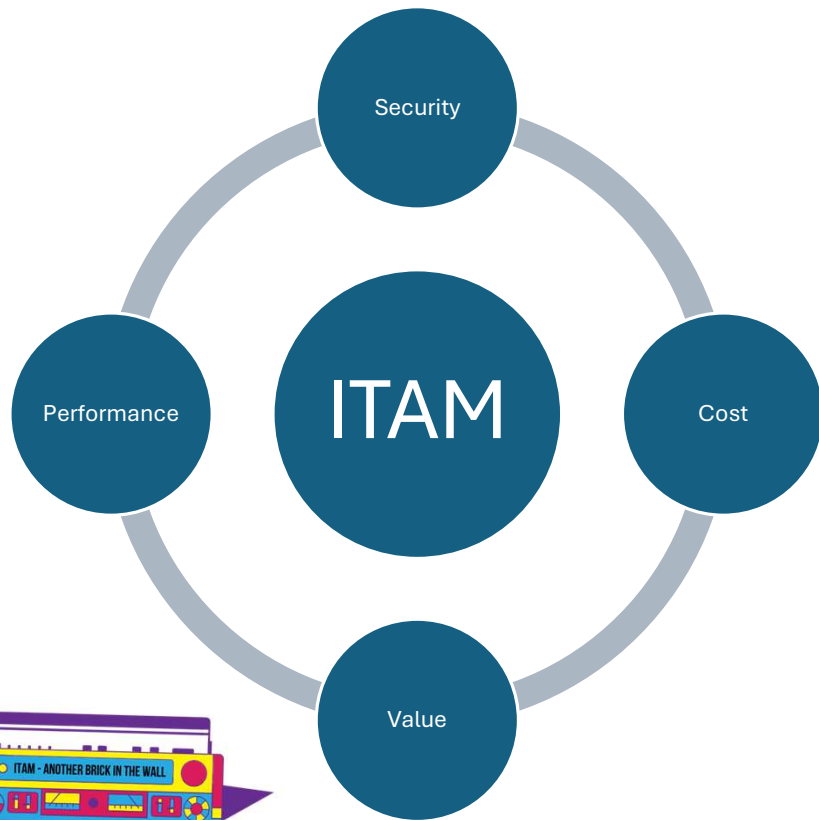 Security
Performance
ITAM
Cost
Value
ITAM - ANOTHER BRICK IN THE WALL